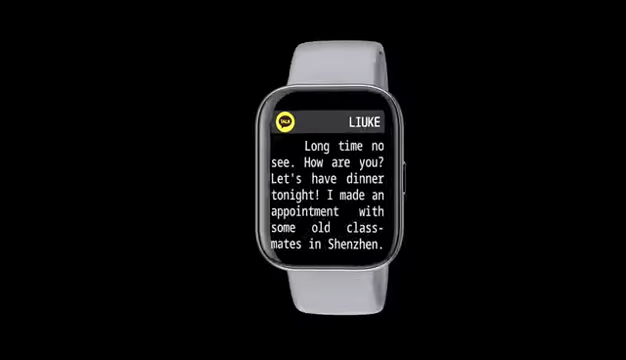 TALK
LIUKE
Long time no
see. How are you?
Let's have dinner
tonight! I made an
appointment with
some old class-
mates in Shenzhen.